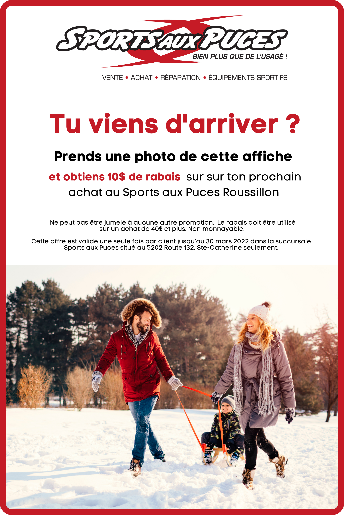 SPORTS AUX PUCES
BIEN PLUS QUE DE L'USAGÉ !
VENTE • ACHAT • RÉPARATION • ÉQUIPEMENTS SPORTIFS
Tu viens d'arriver ?
Prends une photo de cette affiche
et obtiens 10$ de rabais sur sur ton prochain
achat au Sports aux Puces Roussillon
Ne peut pas être jumelé à aucune autre promotion. Le rabais doit être utilisé
sur un achat de 40$ et plus. Non monnayable
Cette offre est valide une seule fois par client jusqu'au 30 mars 2022 dans la succursale
Sports aux Puces situé au 5202 Route 132, Ste-Catherine seulement.